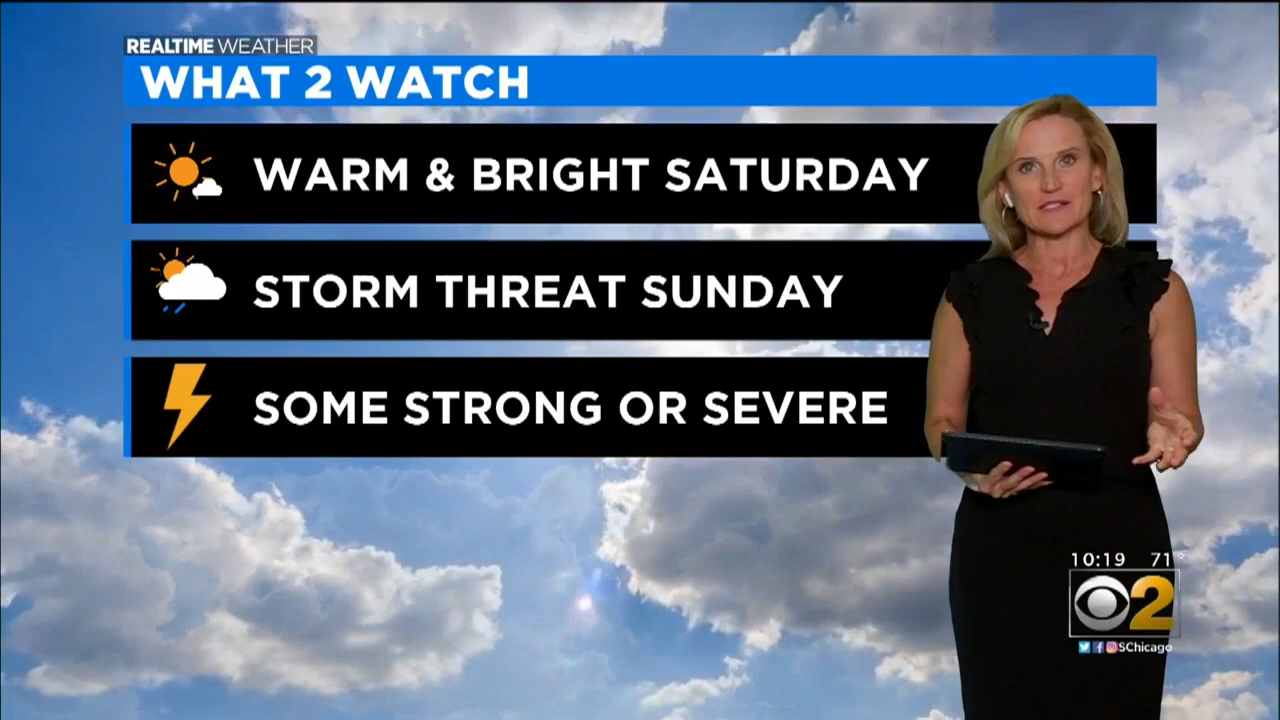 REALTIME WEATHER
WHAT 2 WATCH
WARM & BRIGHT SATURDAY
STORM THREAT SUNDAY
SOME STRONG OR SEVERE
10:19 71°
2
SChicago